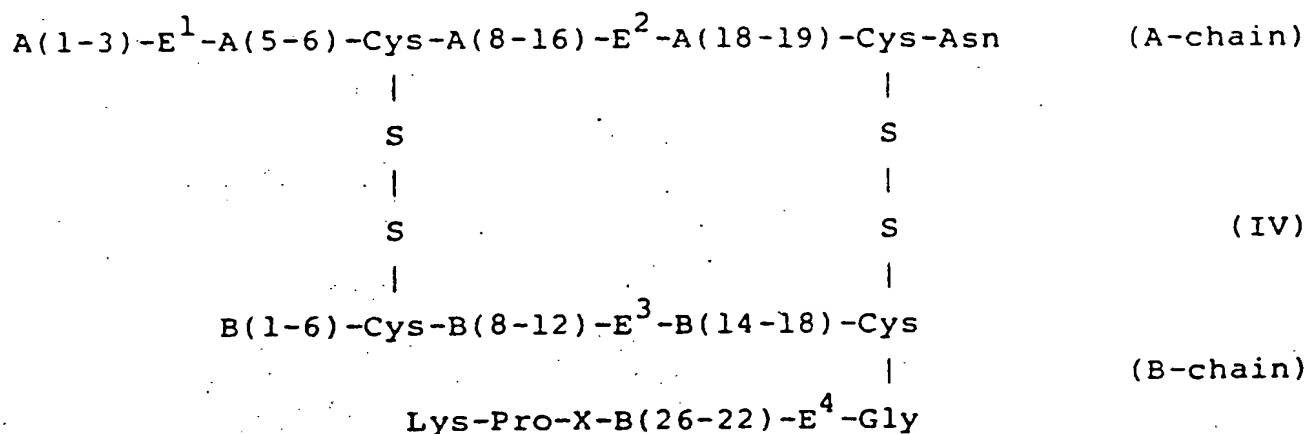 A(1-3)-E¹-A(5-6)-Cys-A(8-16)-E²-A(18-19)-Cys-Asn (A-chain)
| |
S S
| |
S S (IV)
| |
B(1-6)-Cys-B(8-12)-E³-B(14-18)-Cys
| (B-chain)
Lys-Pro-X-B(26-22)-E⁴-Gly